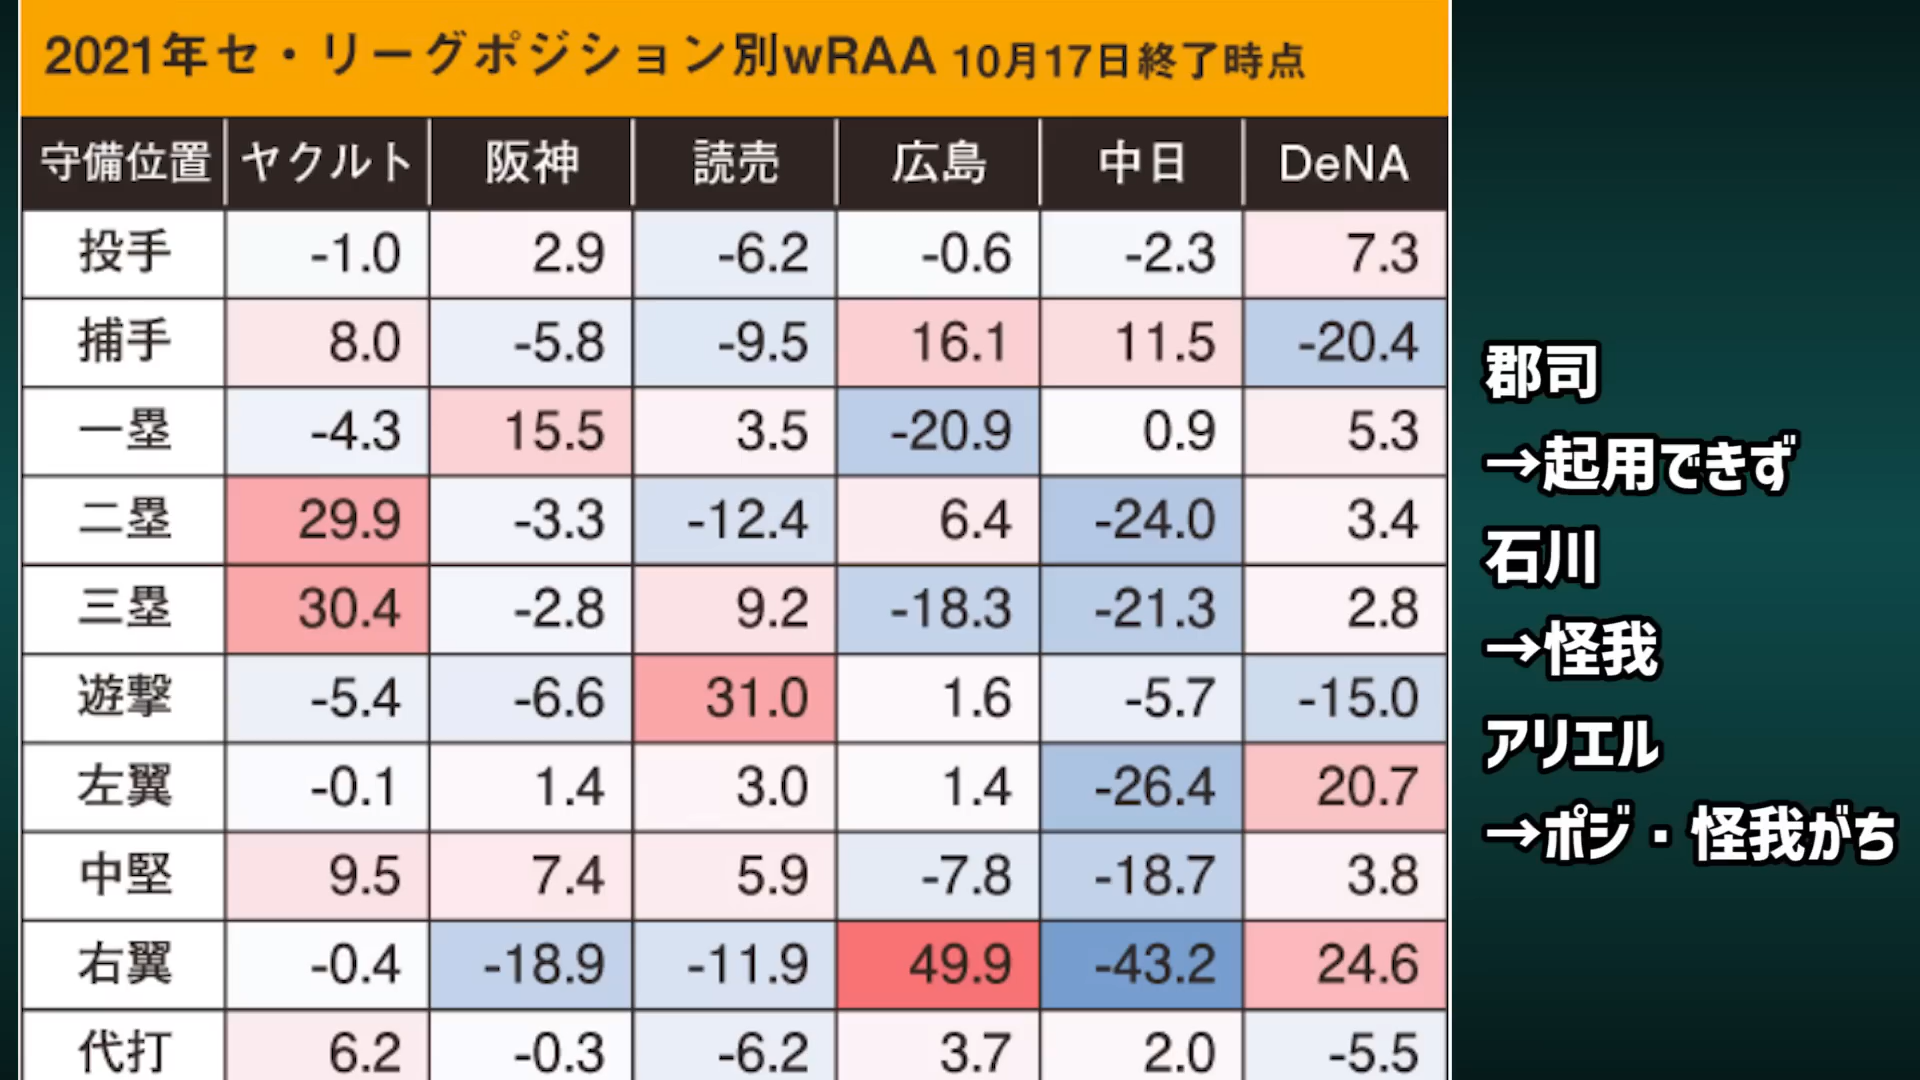 2021年セ・リーグポジション別wRAA 10月17日終了時点
守備位置 ヤクルト 阪神 読売 広島 中日 DeNA
投手 -1.0 2.9 -6.2 -0.6 -2.3 7.3
捕手 8.0 -5.8 -9.5 16.1 11.5 -20.4
一塁 -4.3 15.5 3.5 -20.9 0.9 5.3
二塁 29.9 -3.3 -12.4 6.4 -24.0 3.4
三塁 30.4 -2.8 9.2 -18.3 -21.3 2.8
遊撃 -5.4 -6.6 31.0 1.6 -5.7 -15.0
左翼 -0.1 1.4 3.0 1.4 -26.4 20.7
中堅 9.5 7.4 5.9 -7.8 -18.7 3.8
右翼 -0.4 -18.9 -11.9 49.9 -43.2 24.6
代打 6.2 -0.3 -6.2 3.7 2.0 -5.5
郡司
→起用できず
石川
→怪我
アリエル
→ポジ・怪我がち